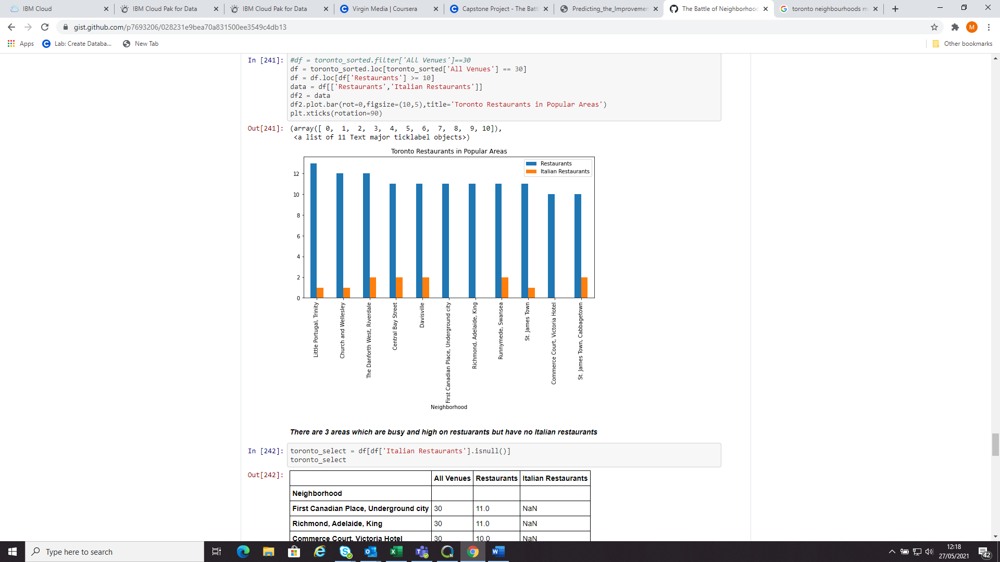 IBM Cloud
IBM Cloud Pak for Data
IBM Cloud Pak for Data
Virgin Media | Coursera
Capstone Project - The Batt
Predicting_the_Improvemen
The Battle of Neighborhood
toronto neighbourhoods m
gist.github.com/p7693206/028231e9bea70a831500ee3549c4db13
M
Apps
Lab: Create Databa...
New Tab
Other bookmarks
In [241]:
#df = toronto_sorted.filter['All Venues']==30
df = toronto_sorted.loc[toronto_sorted['All Venues'] == 30]
df = df.loc[df['Restaurants'] >= 10]
data = df[['Restaurants','Italian Restaurants']]
df2 = data
df2.plot.bar(rot=0,figsize=(10,5),title='Toronto Restaurants in Popular Areas')
plt.xticks(rotation=90)
Out[241]:
(array([ 0,  1,  2,  3,  4,  5,  6,  7,  8,  9, 10]),
<a list of 11 Text major ticklabel objects>)
Toronto Restaurants in Popular Areas
Restaurants
Italian Restaurants
12
10
8
6
4
2
0
Little Portugal, Trinity
Church and Wellesley
The Danforth West, Riverdale
Central Bay Street
Davisville
First Canadian Place, Underground city
Richmond, Adelaide, King
Runnymede, Swansea
St. James Town
Commerce Court, Victoria Hotel
St. James Town, Cabbagetown
Neighborhood
There are 3 areas which are busy and high on restuarants but have no Italian restaurants
In [242]:
toronto_select = df[df['Italian Restaurants'].isnull()]
toronto_select
Out[242]:
All Venues Restaurants Italian Restaurants
Neighborhood
First Canadian Place, Underground city 30 11.0 NaN
Richmond, Adelaide, King 30 11.0 NaN
Commerce Court, Victoria Hotel 30 10.0 NaN
Type here to search
12:18
27/05/2021
42